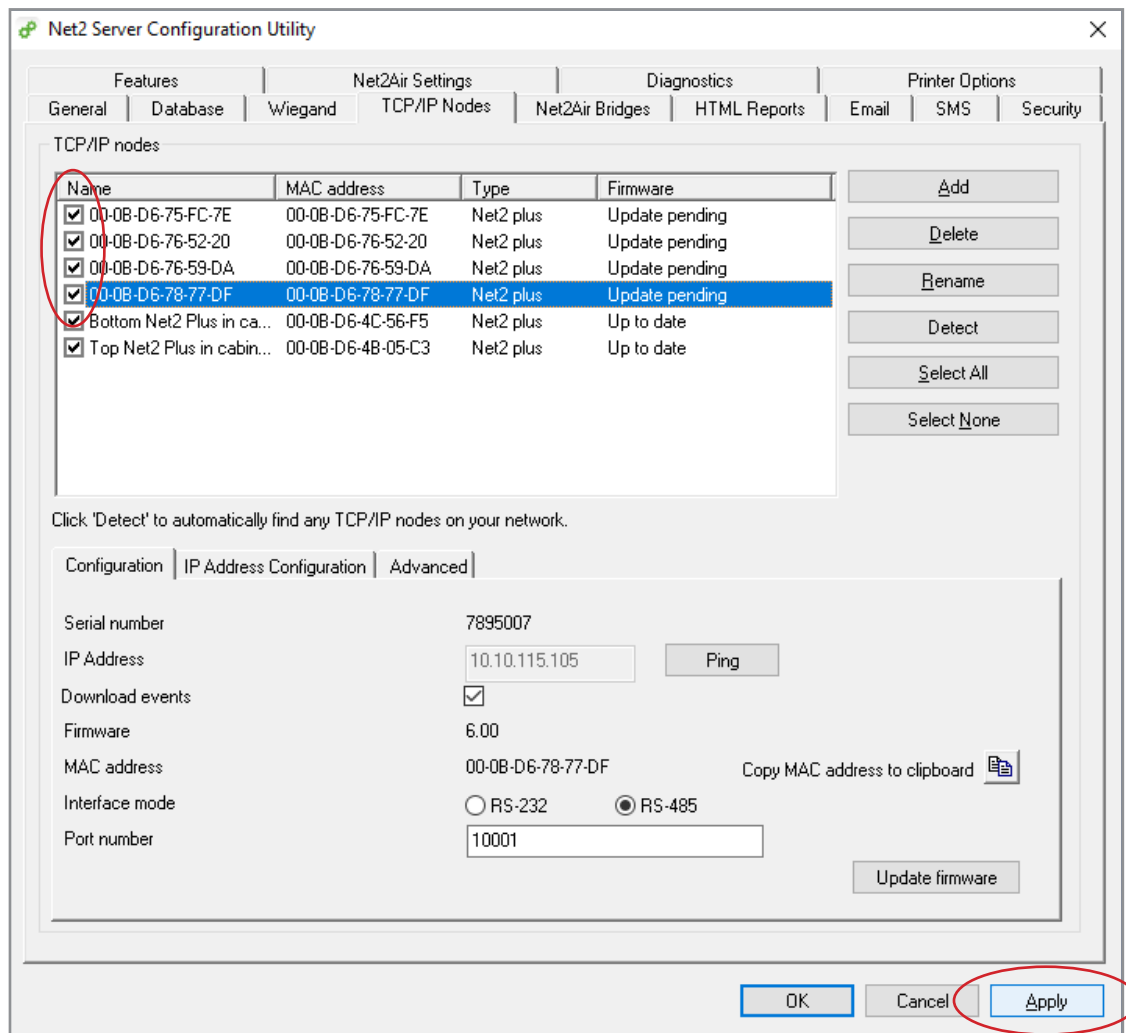 Net2 Server Configuration Utility
Features Net2Air Settings Diagnostics Printer Options
General Database Wiegand TCP/IP Nodes Net2Air Bridges HTML Reports Email SMS Security
TCP/IP nodes
Name MAC address Type Firmware
00-0B-D6-75-FC-7E 00-0B-D6-75-FC-7E Net2 plus Update pending
00-0B-D6-76-52-20 00-0B-D6-76-52-20 Net2 plus Update pending
00-0B-D6-76-59-DA 00-0B-D6-76-59-DA Net2 plus Update pending
00-0B-D6-78-77-DF 00-0B-D6-78-77-DF Net2 plus Update pending
Bottom Net2 Plus in ca... 00-0B-D6-4C-56-F5 Net2 plus Up to date
Top Net2 Plus in cabin... 00-0B-D6-4B-05-C3 Net2 plus Up to date
Add
Delete
Rename
Detect
Select All
Select None
Click 'Detect' to automatically find any TCP/IP nodes on your network.
Configuration IP Address Configuration Advanced
Serial number 7895007
IP Address 10.10.115.105 Ping
Download events
Firmware 6.00
MAC address 00-0B-D6-78-77-DF Copy MAC address to clipboard
Interface mode RS-232 RS-485
Port number 10001
Update firmware
OK Cancel Apply